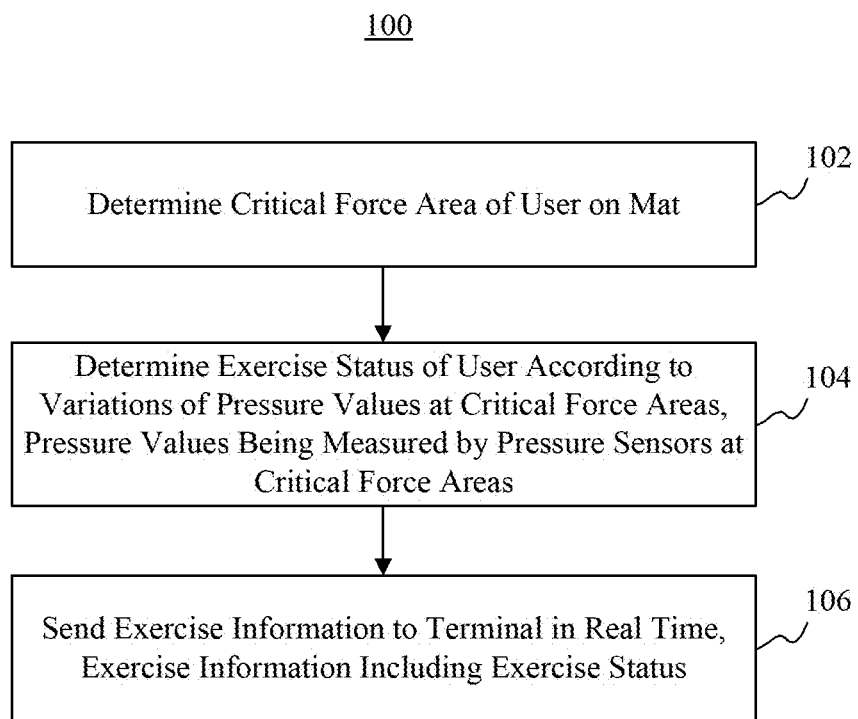 100
102
Determine Critical Force Area of User on Mat
Determine Exercise Status of User According to
104
Variations of Pressure Values at Critical Force Areas,
Pressure Values Being Measured by Pressure Sensors at
Critical Force Areas
106
Send Exercise Information to Terminal in Real Time,
Exercise Information Including Exercise Status